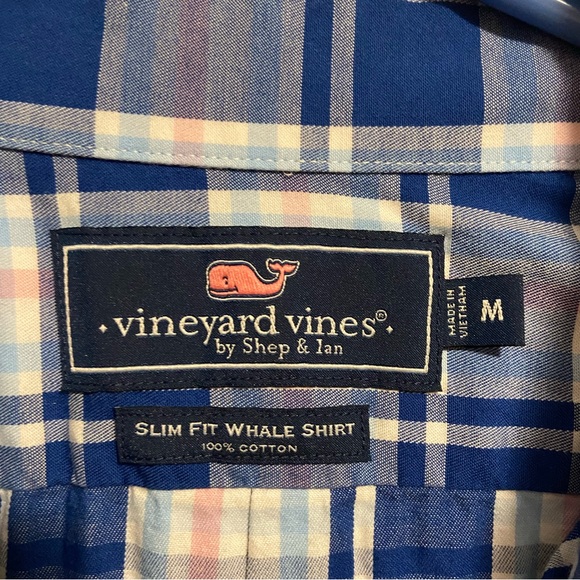 vineyard vines®
by Shep & Ian
MADE IN
VIETNAM
M
SLIM FIT WHALE SHIRT
100% COTTON